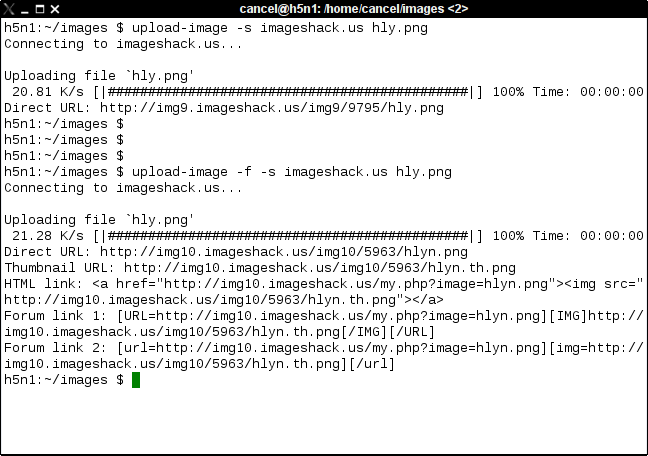 cancel@h5n1: /home/cancel/images <2>
h5n1:~/images $ upload-image -s imageshack.us hly.png
Connecting to imageshack.us...
Uploading file `hly.png'
20.81 K/s [|#############################################|] 100% Time: 00:00:00
Direct URL: http://img9.imageshack.us/img9/9795/hly.png
h5n1:~/images $
h5n1:~/images $
h5n1:~/images $
h5n1:~/images $ upload-image -f -s imageshack.us hly.png
Connecting to imageshack.us...
Uploading file `hly.png'
21.28 K/s [|#############################################|] 100% Time: 00:00:00
Direct URL: http://img10.imageshack.us/img10/5963/hlyn.png
Thumbnail URL: http://img10.imageshack.us/img10/5963/hlyn.th.png
HTML link: <a href="http://img10.imageshack.us/my.php?image=hlyn.png"><img src="
http://img10.imageshack.us/img10/5963/hlyn.th.png"></a>
Forum link 1: [URL=http://img10.imageshack.us/my.php?image=hlyn.png][IMG]http://
img10.imageshack.us/img10/5963/hlyn.th.png[/IMG][/URL]
Forum link 2: [url=http://img10.imageshack.us/my.php?image=hlyn.png][img=http://
img10.imageshack.us/img10/5963/hlyn.th.png][/url]
h5n1:~/images $